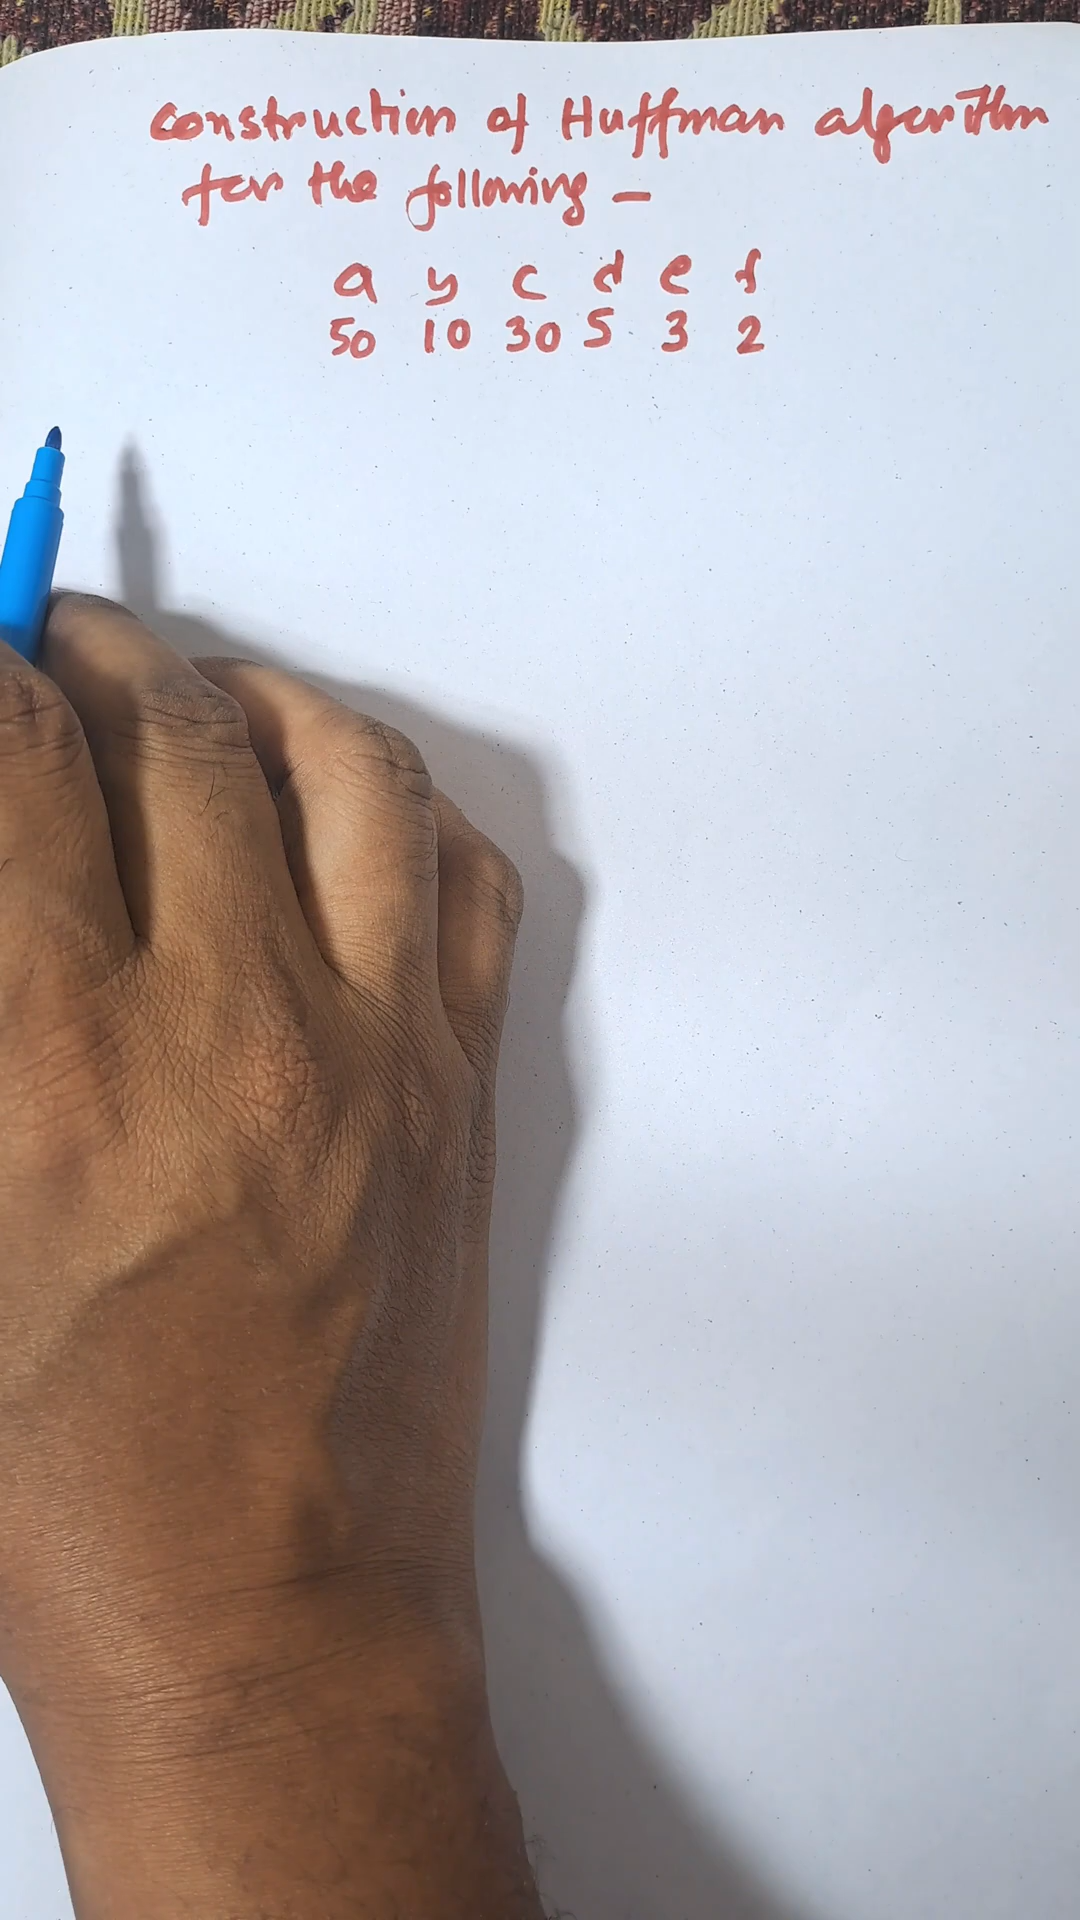 Construction of Huffman algorithm
for the following -
a y c d e f
50 10 30 5 3 2